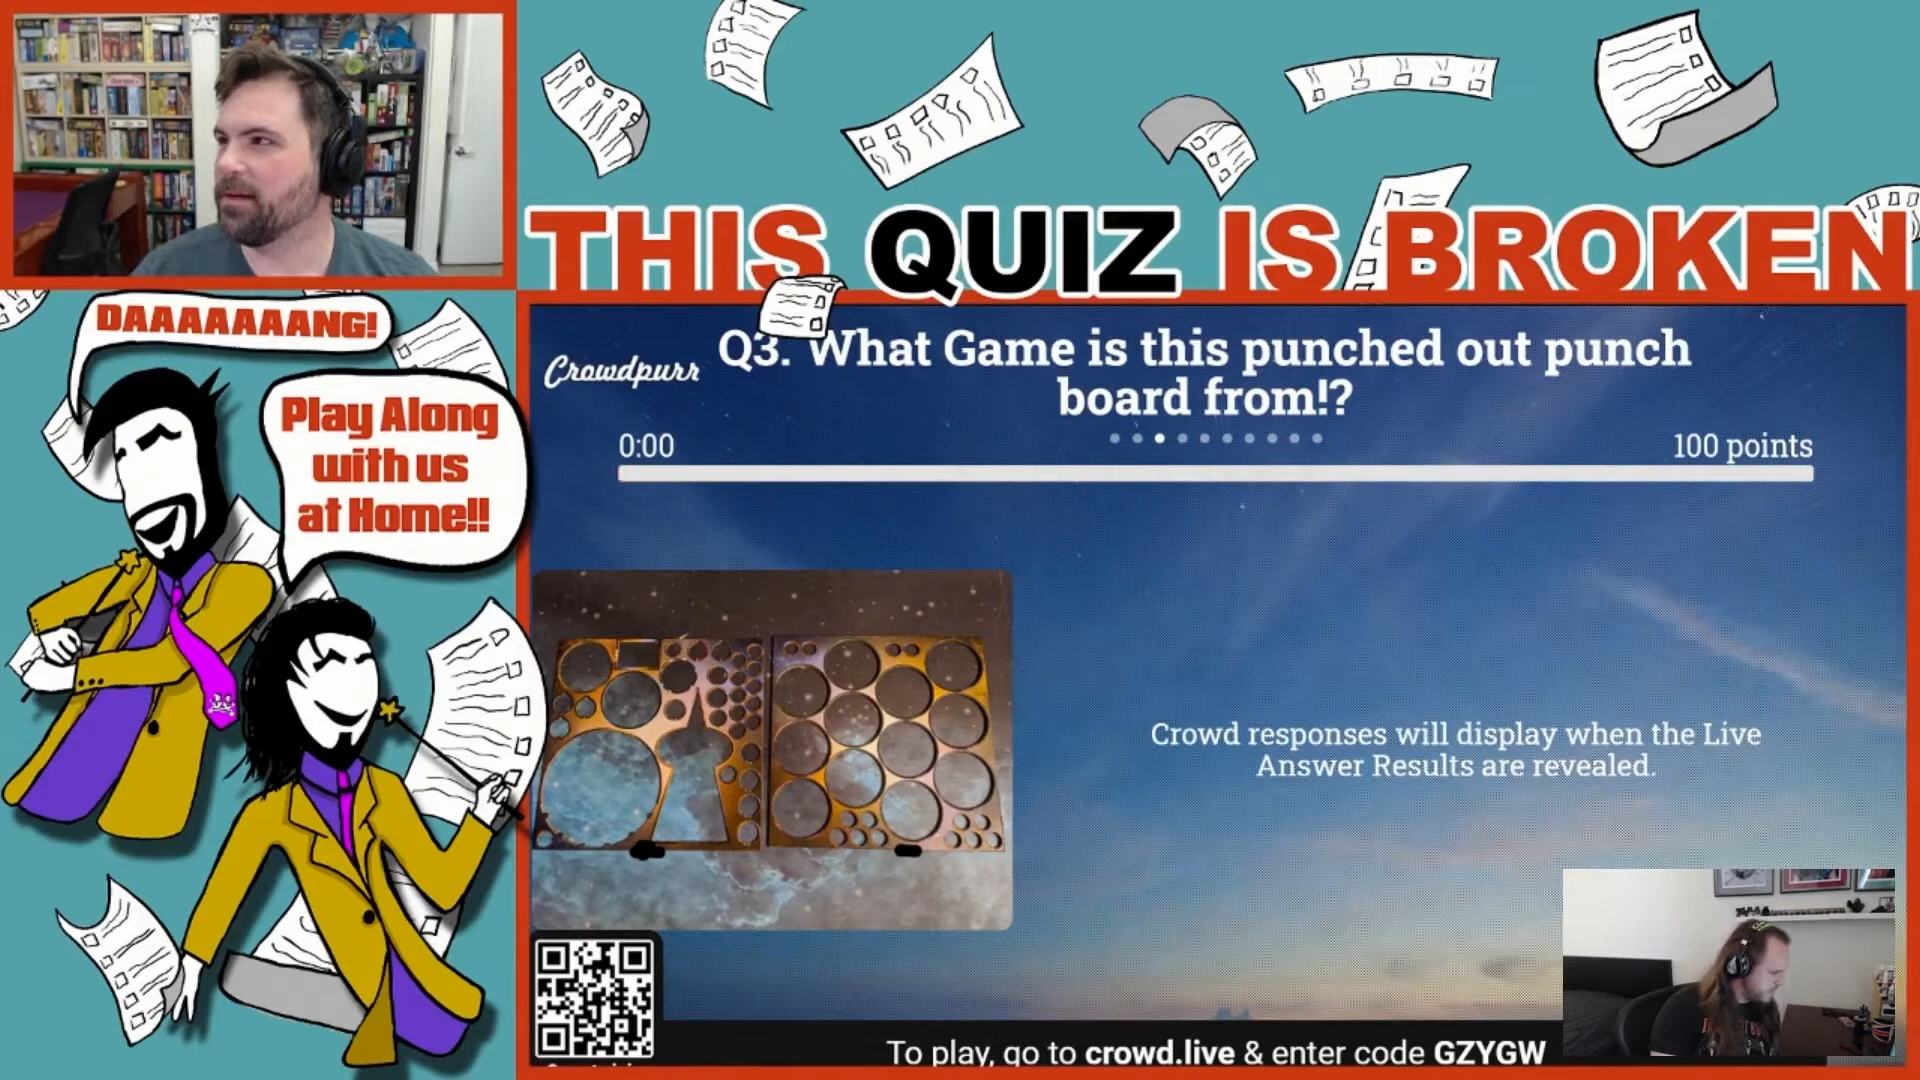 THIS QUIZ IS BROKEN
DAAAAAAAANG!
Play Along
with us
at Home!!
Crowdpurr
Q3. What Game is this punched out punch
board from!?
0:00
100 points
Crowd responses will display when the Live
Answer Results are revealed.
To play, go to crowd.live & enter code GZYGW